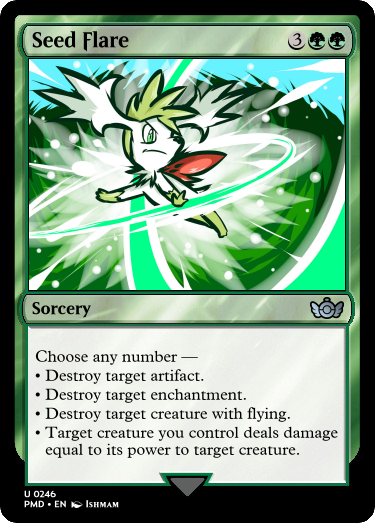 Seed Flare 3
Sorcery
Choose any number —
• Destroy target artifact.
• Destroy target enchantment.
• Destroy target creature with flying.
• Target creature you control deals damage
equal to its power to target creature.
U 0246
PMD • EN Ishmam